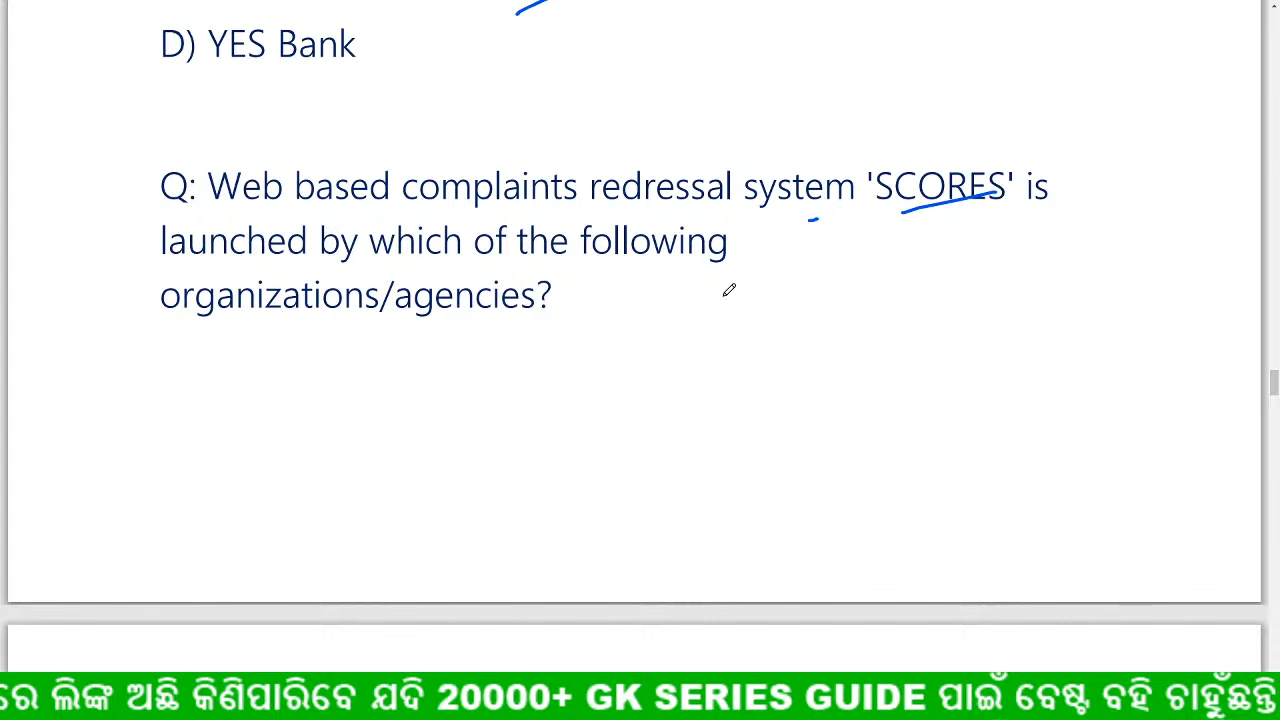 D) YES Bank
Q: Web based complaints redressal system 'SCORES' is
launched by which of the following
organizations/agencies?
ରେ ଲିଙ୍କ ଅଛି କିଣିପାରିବେ ଯଦି 20000+ GK SERIES GUIDE ପାଇଁ ବେଷ୍ଟ ବହି ଚାହୁଁଛନ୍ତି